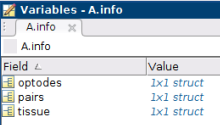 Variables - A.info
A.info
A.info
Field Value
optodes 1x1 struct
pairs 1x1 struct
tissue 1x1 struct